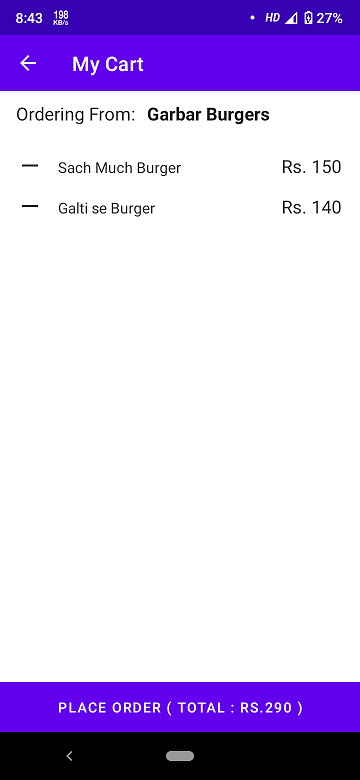 8:43 198 KB/s HD 27%
My Cart
Ordering From: Garbar Burgers
Sach Much Burger Rs. 150
Galti se Burger Rs. 140
PLACE ORDER ( TOTAL : RS.290 )